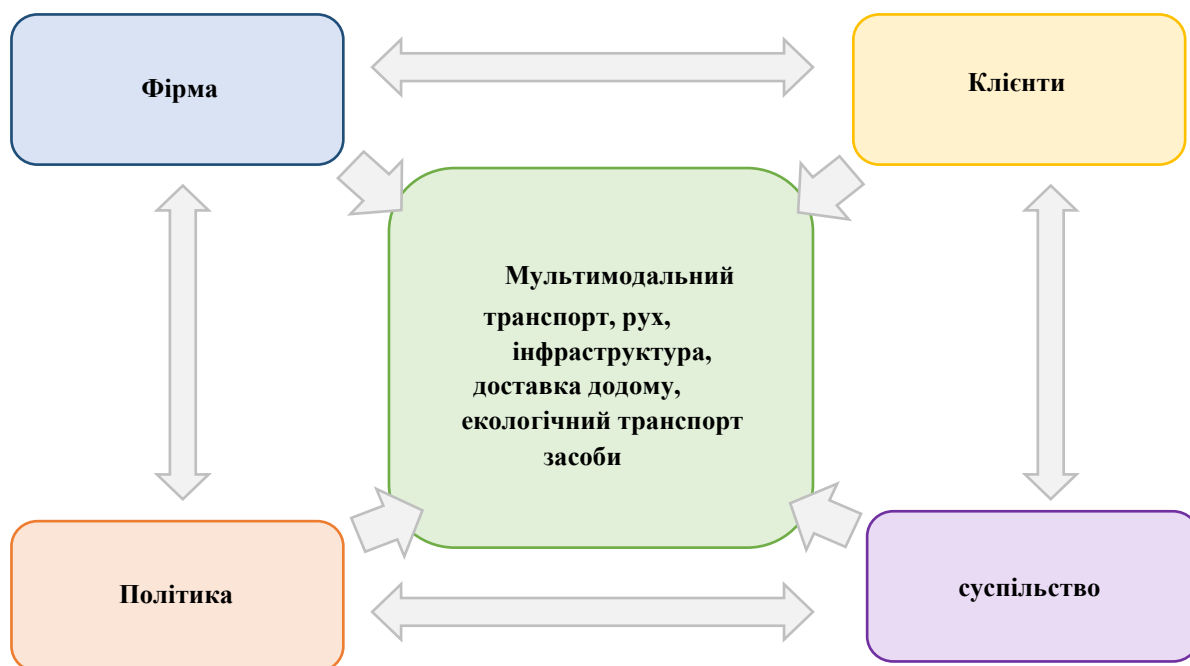 Фірма
Клієнти
Мультимодальний
транспорт, рух,
інфраструктура,
доставка додому,
екологічний транспорт
засоби
Політика
суспільство